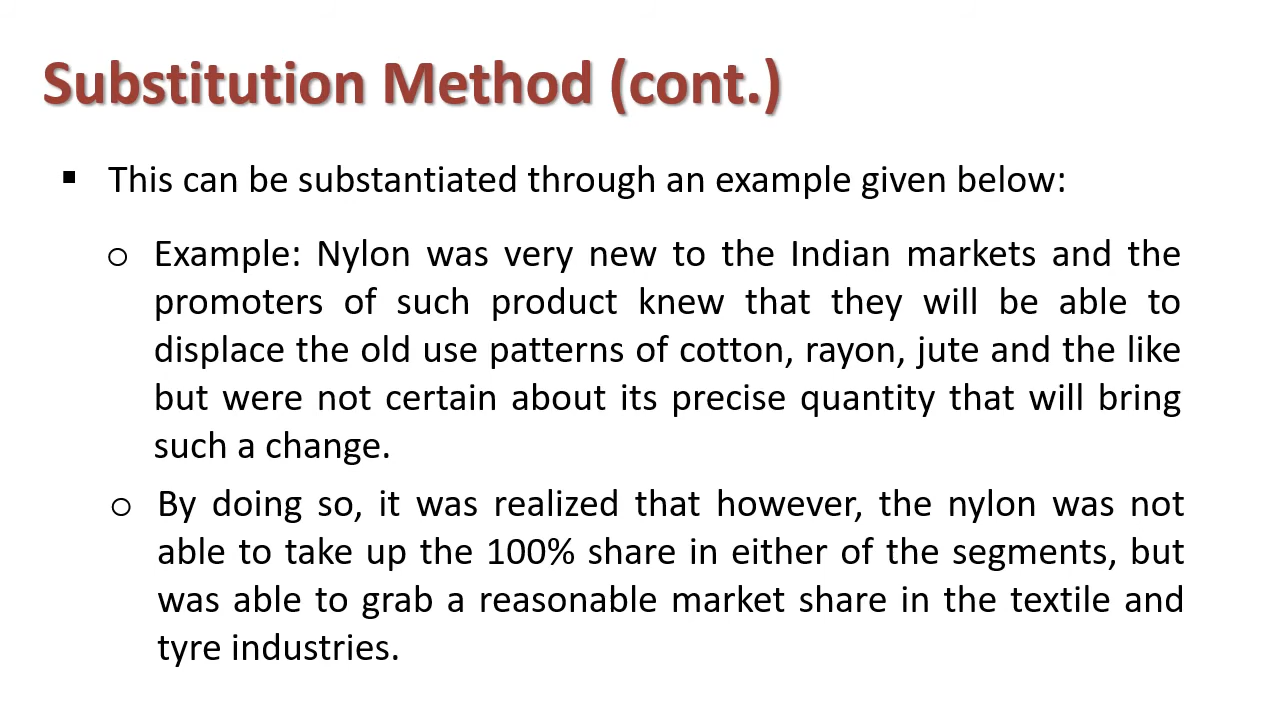 Substitution Method (cont.)
▪ This can be substantiated through an example given below:
o Example: Nylon was very new to the Indian markets and the
promoters of such product knew that they will be able to
displace the old use patterns of cotton, rayon, jute and the like
but were not certain about its precise quantity that will bring
such a change.
o By doing so, it was realized that however, the nylon was not
able to take up the 100% share in either of the segments, but
was able to grab a reasonable market share in the textile and
tyre industries.